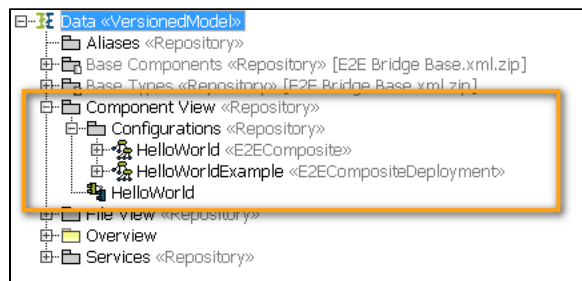 Data «VersionedModel»
Aliases «Repository»
Base Components «Repository» [E2E Bridge Base.xml.zip]
Base Types «Repository» [E2E Bridge Base.xml.zip]
Component View «Repository»
Configurations «Repository»
HelloWorld «E2EComposite»
HelloWorldExample «E2ECompositeDeployment»
HelloWorld
File View «Repository»
Overview
Services «Repository»